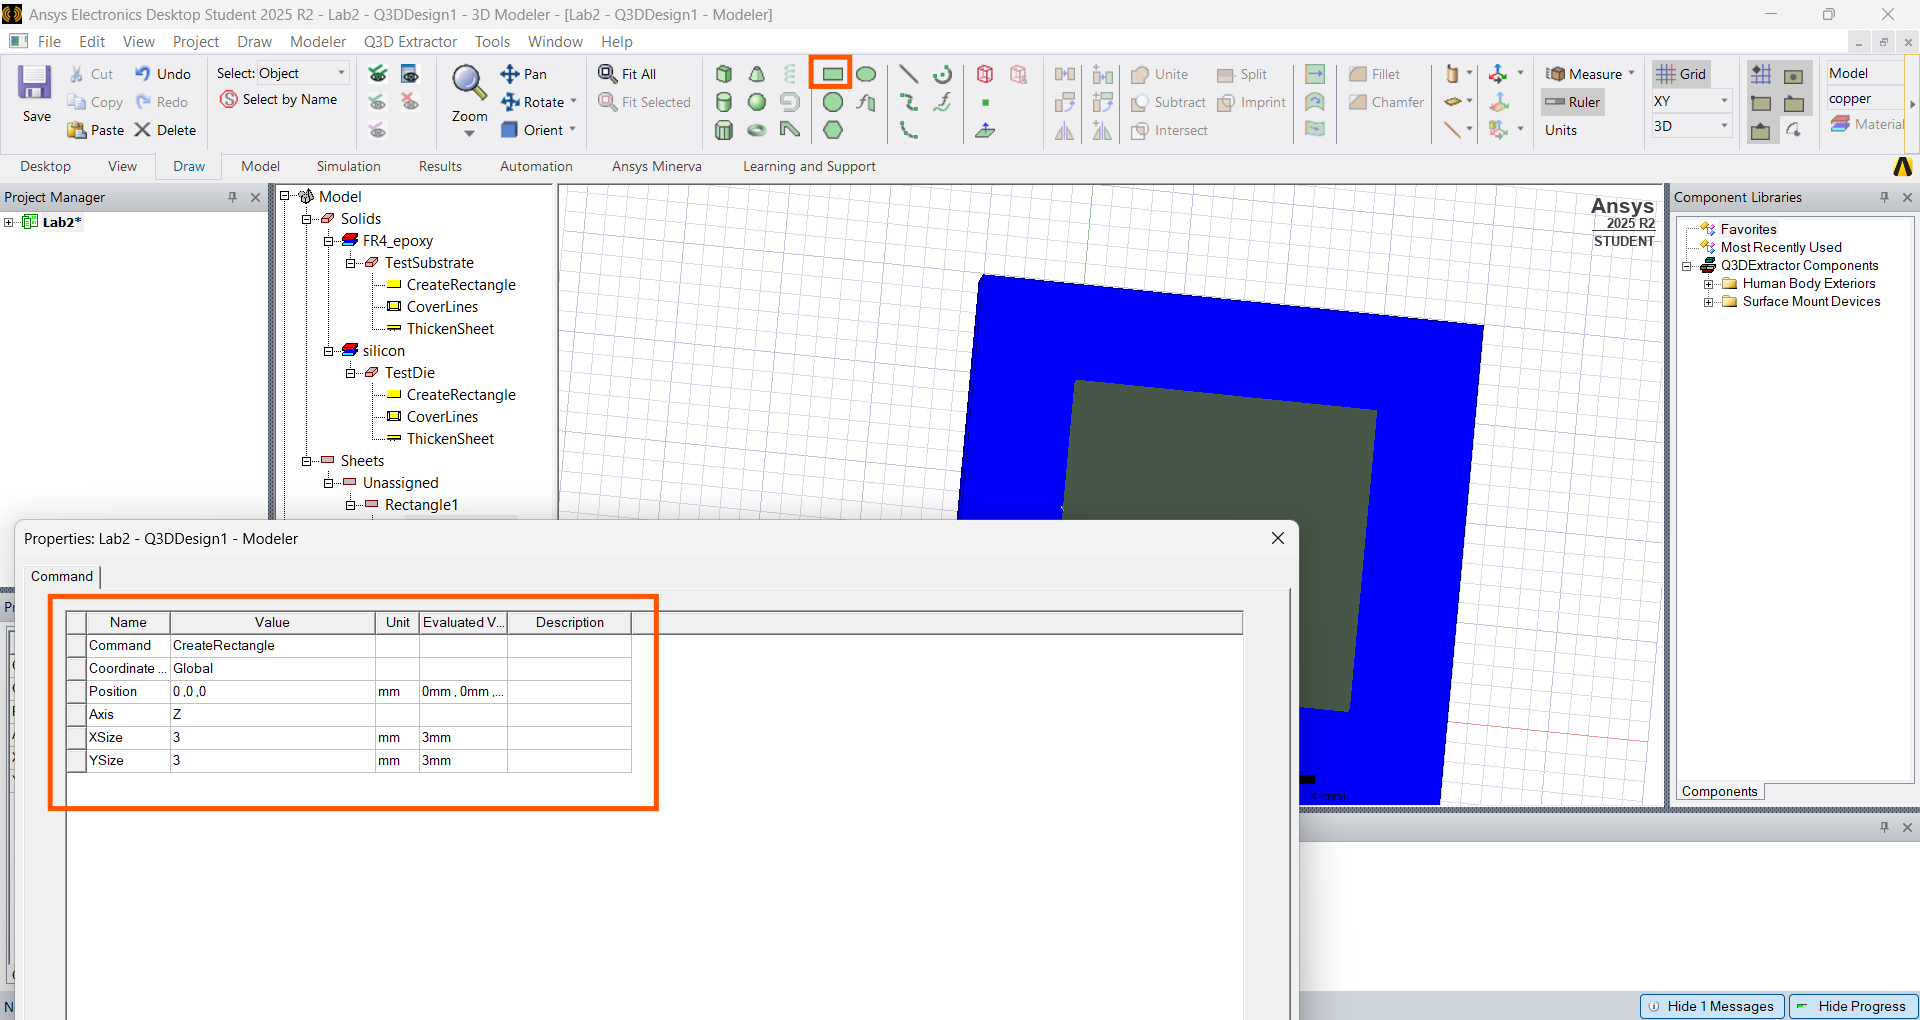 Ansys Electronics Desktop Student 2025 R2 - Lab2 - Q3DDesign1 - 3D Modeler - [Lab2 - Q3DDesign1 - Modeler]
File Edit View Project Draw Modeler Q3D Extractor Tools Window Help
Save
Cut
Copy
Paste
Undo
Redo
Delete
Select: Object
Select by Name
Zoom
Pan
Rotate
Orient
Fit All
Fit Selected
Unite
Subtract
Intersect
Split
Imprint
Fillet
Chamfer
Measure
Ruler
Units
Grid
XY
3D
Model
copper
Material
Desktop View Draw Model Simulation Results Automation Ansys Minerva Learning and Support
Project Manager
Lab2*
Model
Solids
FR4_epoxy
TestSubstrate
CreateRectangle
CoverLines
ThickenSheet
silicon
TestDie
CreateRectangle
CoverLines
ThickenSheet
Sheets
Unassigned
Rectangle1
Ansys
2025 R2
STUDENT
4 (mm)
Component Libraries
Favorites
Most Recently Used
Q3DExtractor Components
Human Body Exteriors
Surface Mount Devices
Components
Properties: Lab2 - Q3DDesign1 - Modeler
Command
Name Value Unit Evaluated V... Description
Command CreateRectangle
Coordinate ... Global
Position 0 ,0 ,0 mm 0mm , 0mm ,...
Axis Z
XSize 3 mm 3mm
YSize 3 mm 3mm
Hide 1 Messages
Hide Progress